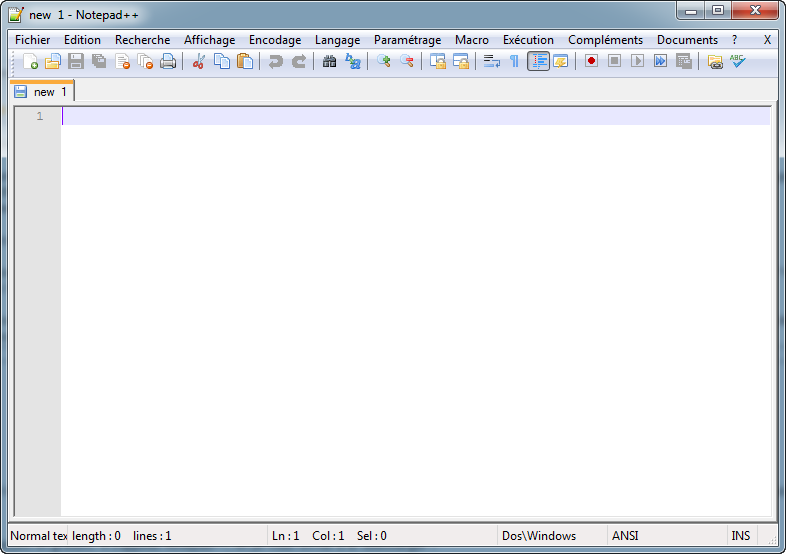 new  1 - Notepad++
Fichier Edition Recherche Affichage Encodage Langage Paramétrage Macro Exécution Compléments Documents ? X
ABC
new  1
1
Normal tex length : 0 lines : 1 Ln : 1 Col : 1 Sel : 0 Dos\Windows ANSI INS